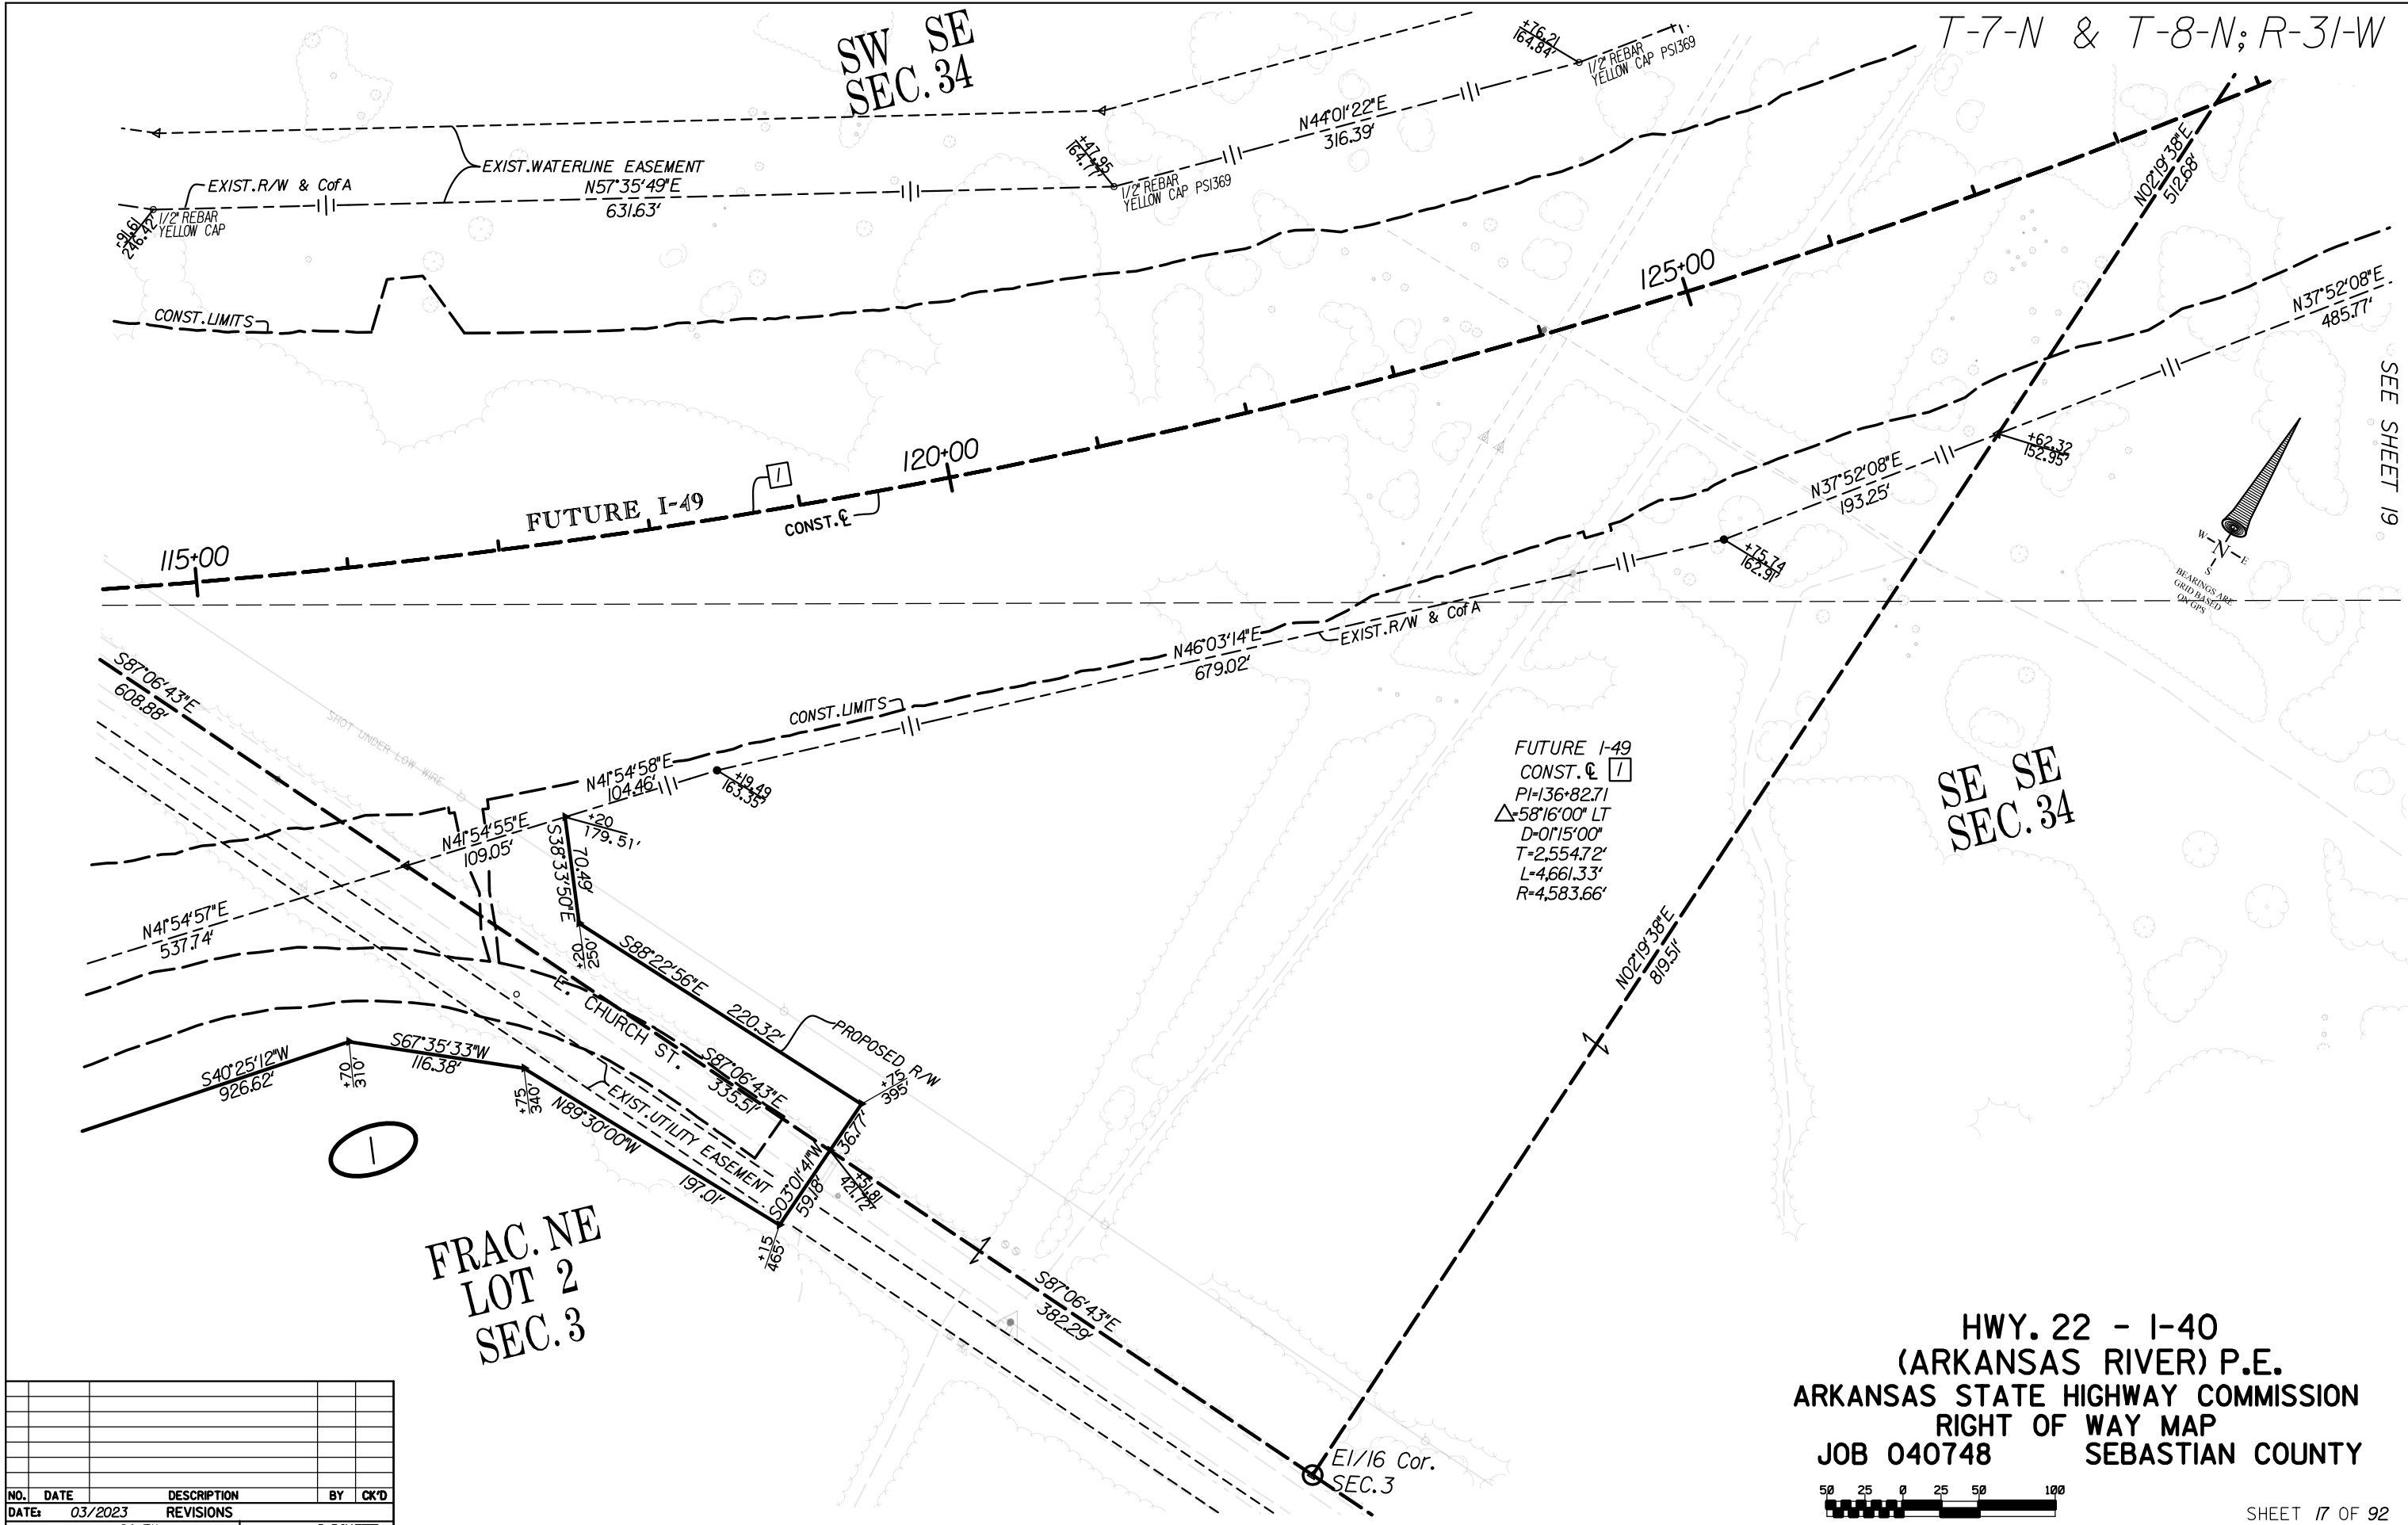 T-7-N & T-8-N; R-31-W
SW SE
SEC. 34
+76.21
164.84'
1/2" REBAR
YELLOW CAP PS1369
N44°01'22"E
316.39'
+47.95
164.77'
1/2" REBAR
YELLOW CAP PS1369
EXIST. WATERLINE EASEMENT
EXIST. R/W & CofA
N57°35'49"E
631.63'
246.42'
1/2" REBAR
YELLOW CAP
CONST. LIMITS
N02°19'38"E
512.68'
125+00
N37°52'08"E
485.77'
SEE SHEET 19
120+00
1
FUTURE I-49
CONST. ℄
115+00
+62.32
152.95'
N37°52'08"E
193.25'
+75.74
162.91'
W N E
S
BEARINGS ARE
GRID BASED
ON GPS
N46°03'14"E
679.02'
EXIST. R/W & CofA
S87°06'43"E
608.88'
SHOT UNDER LOW WIRE
CONST. LIMITS
N41°54'58"E
104.46'
+19.49
163.35'
+20
179.51'
N41°54'55"E
109.05'
S38°33'50"E
70.49'
N41°54'57"E
537.74'
+20
250'
S88°22'56"E
220.32'
PROPOSED R/W
E. CHURCH ST.
S87°06'43"E
335.51'
+75
395'
S67°35'33"W
116.38'
S40°25'12"W
926.62'
+70
310'
+75
340'
EXIST. UTILITY EASEMENT
N89°30'00"W
197.01'
36.77'
S03°01'41"W
59.18'
+51.81
421.72'
+15
465'
1
FRAC. NE
LOT 2
SEC. 3
FUTURE I-49
CONST. ℄ 1
PI=136+82.71
△=58°16'00" LT
D=01°15'00"
T=2,554.72'
L=4,661.33'
R=4,583.66'
SE SE
SEC. 34
N02°19'38"E
819.51'
S87°06'43"E
382.29'
E1/16 Cor.
SEC. 3
HWY. 22 - I-40
(ARKANSAS RIVER) P.E.
ARKANSAS STATE HIGHWAY COMMISSION
RIGHT OF WAY MAP
JOB 040748 SEBASTIAN COUNTY
50 25 0 25 50 100
SHEET 17 OF 92
NO. DATE DESCRIPTION BY CK'D
DATE: 03/2023 REVISIONS